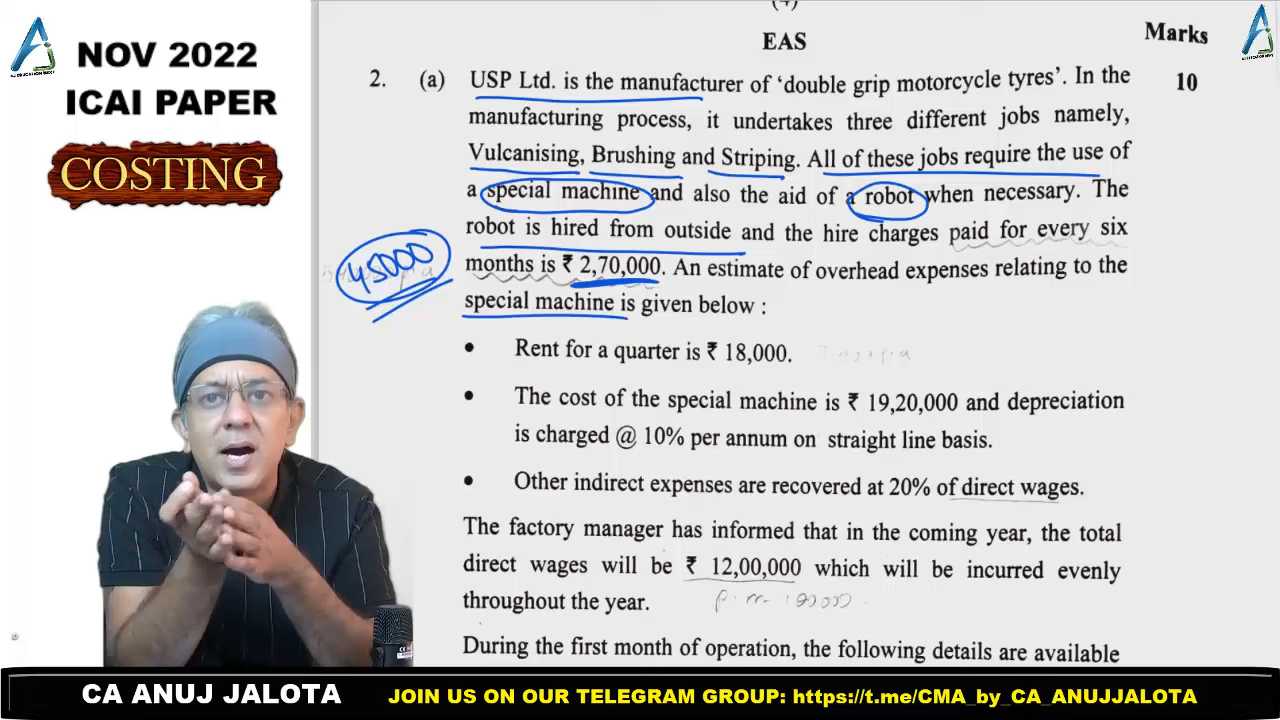 (4)
EAS
Marks
NOV 2022
ICAI PAPER
COSTING
2. (a) USP Ltd. is the manufacturer of ‘double grip motorcycle tyres’. In the 10
manufacturing process, it undertakes three different jobs namely,
Vulcanising, Brushing and Striping. All of these jobs require the use of
a special machine and also the aid of a robot when necessary. The
robot is hired from outside and the hire charges paid for every six
months is ₹ 2,70,000. An estimate of overhead expenses relating to the
45000
special machine is given below :
• Rent for a quarter is ₹ 18,000.
• The cost of the special machine is ₹ 19,20,000 and depreciation
is charged @ 10% per annum on straight line basis.
• Other indirect expenses are recovered at 20% of direct wages.
The factory manager has informed that in the coming year, the total
direct wages will be ₹ 12,00,000 which will be incurred evenly
throughout the year.
During the first month of operation, the following details are available
CA ANUJ JALOTA
JOIN US ON OUR TELEGRAM GROUP: https://t.me/CMA_by_CA_ANUJJALOTA